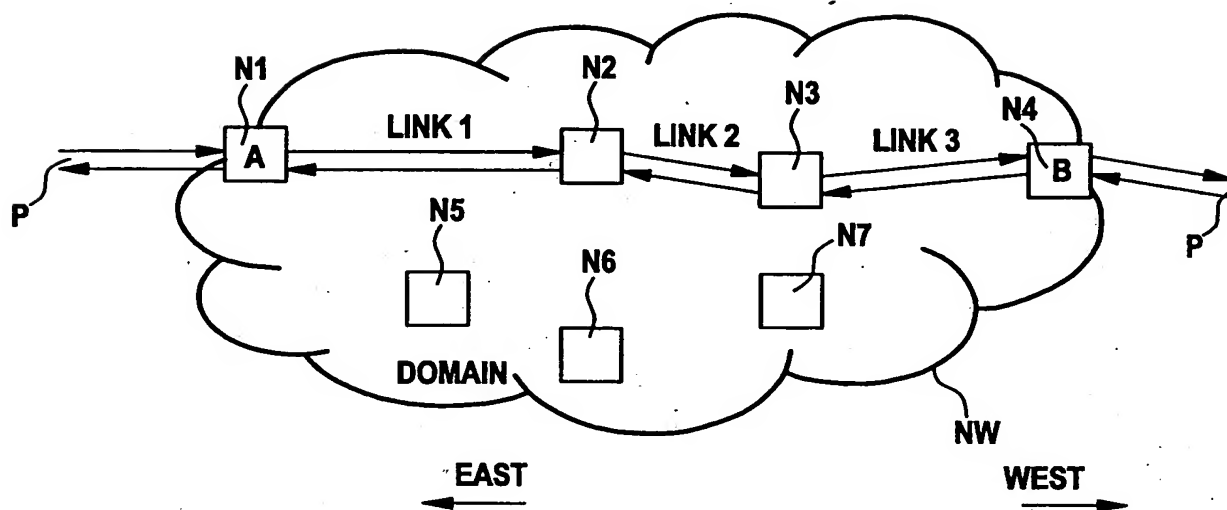 N1
N2
N3
N4
A
LINK 1
LINK 2
LINK 3
B
P
P
N5
N6
N7
DOMAIN
NW
EAST
WEST